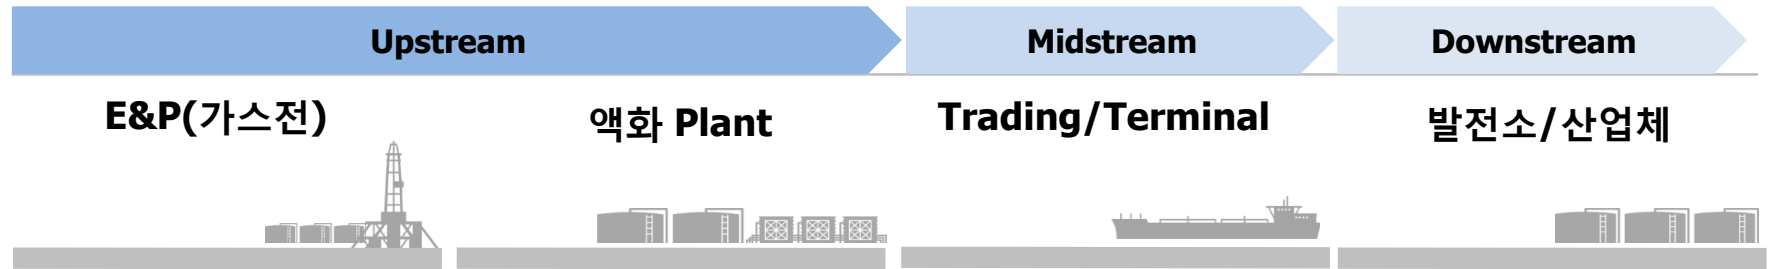 Upstream
Midstream
Downstream
E&P(가스전)
액화 Plant
Trading/Terminal
발전소/산업체